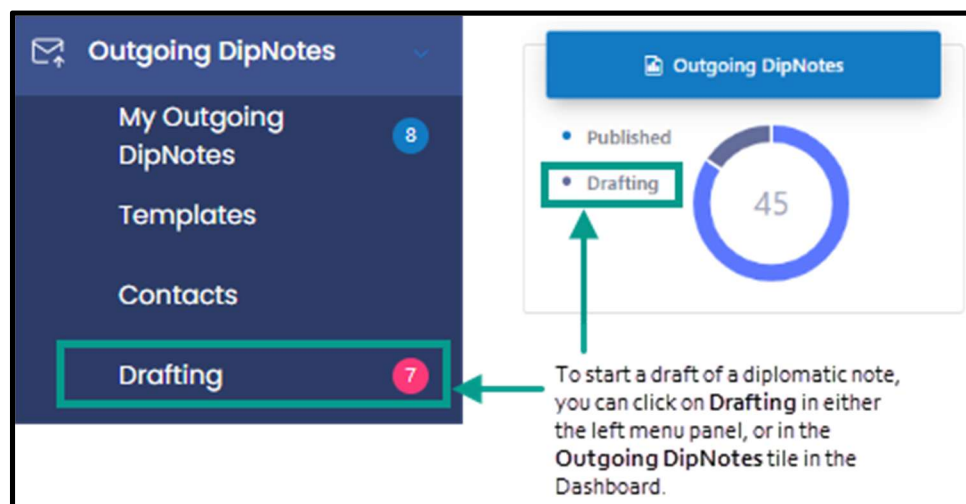 Outgoing DipNotes
My Outgoing
DipNotes
8
Templates
Contacts
Drafting
7
Outgoing DipNotes
Published
Drafting
45
To start a draft of a diplomatic note,
you can click on Drafting in either
the left menu panel, or in the
Outgoing DipNotes tile in the
Dashboard.